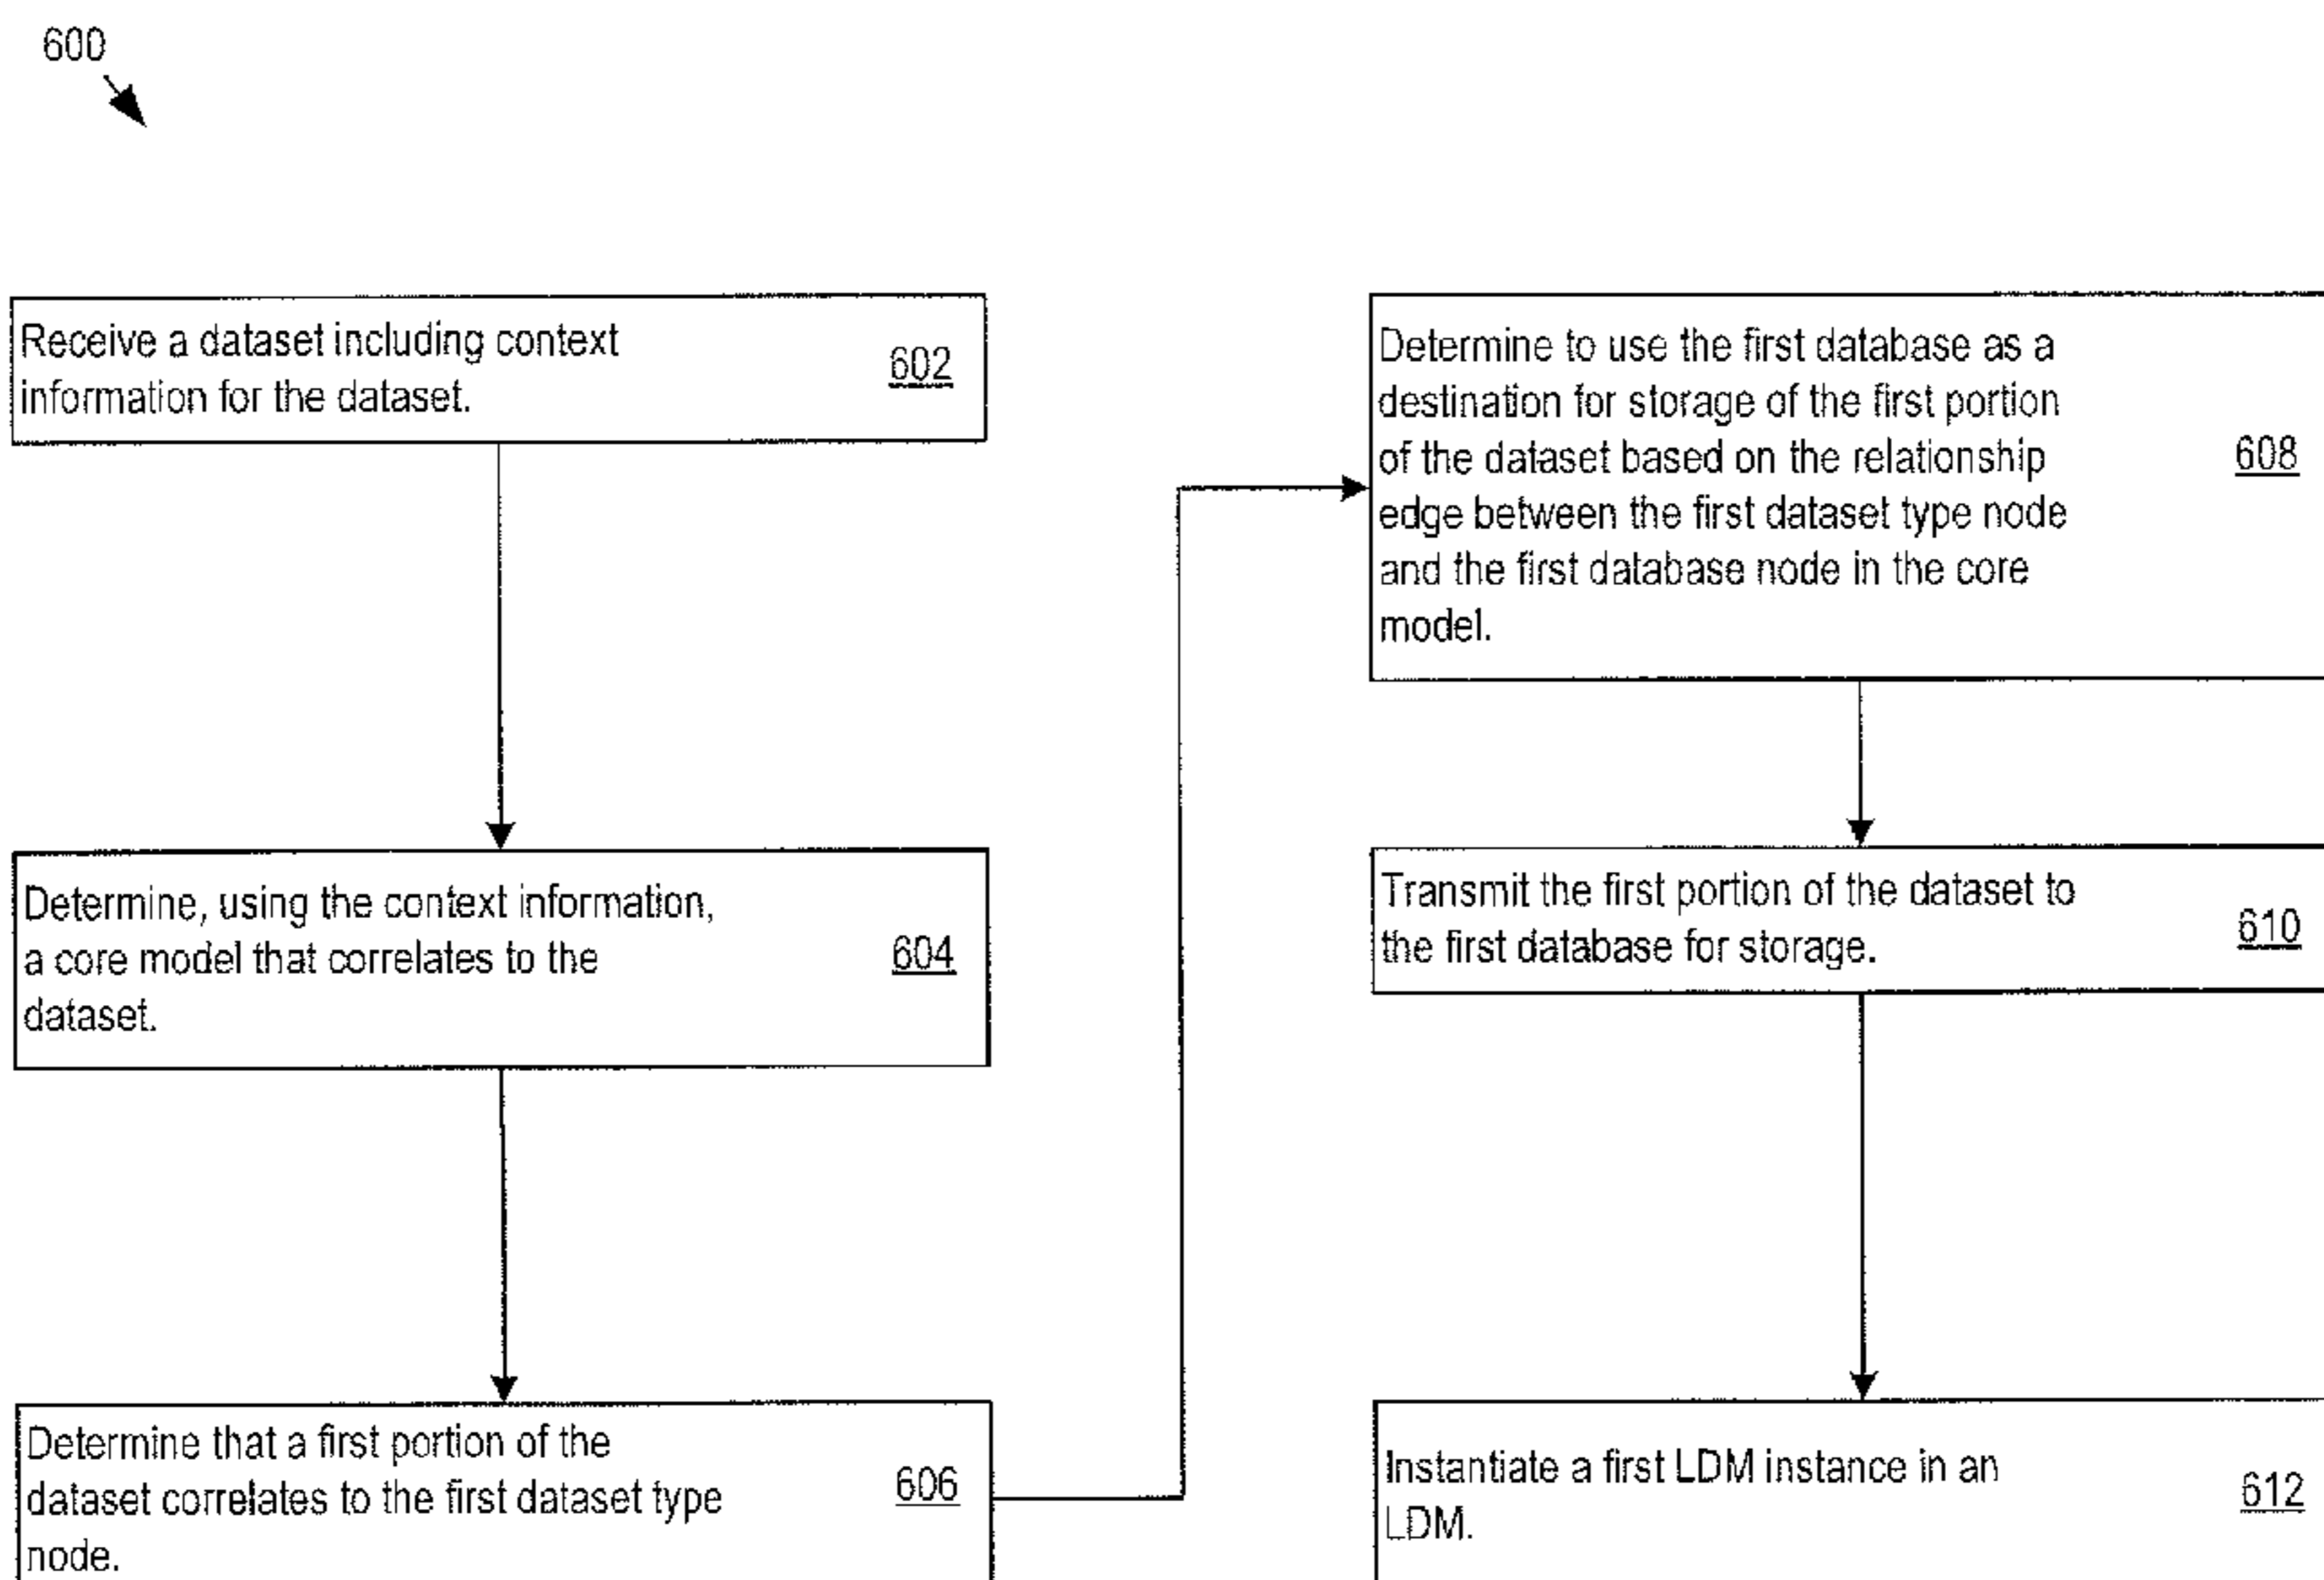 600
Receive a dataset including context
information for the dataset.
602
Determine, using the context information,
a core model that correlates to the
dataset.
604
Determine that a first portion of the
dataset correlates to the first dataset type
node.
606
Determine to use the first database as a
destination for storage of the first portion
of the dataset based on the relationship
edge between the first dataset type node
and the first database node in the core
model.
608
Transmit the first portion of the dataset to
the first database for storage.
610
Instantiate a first LDM instance in an
LDM.
612